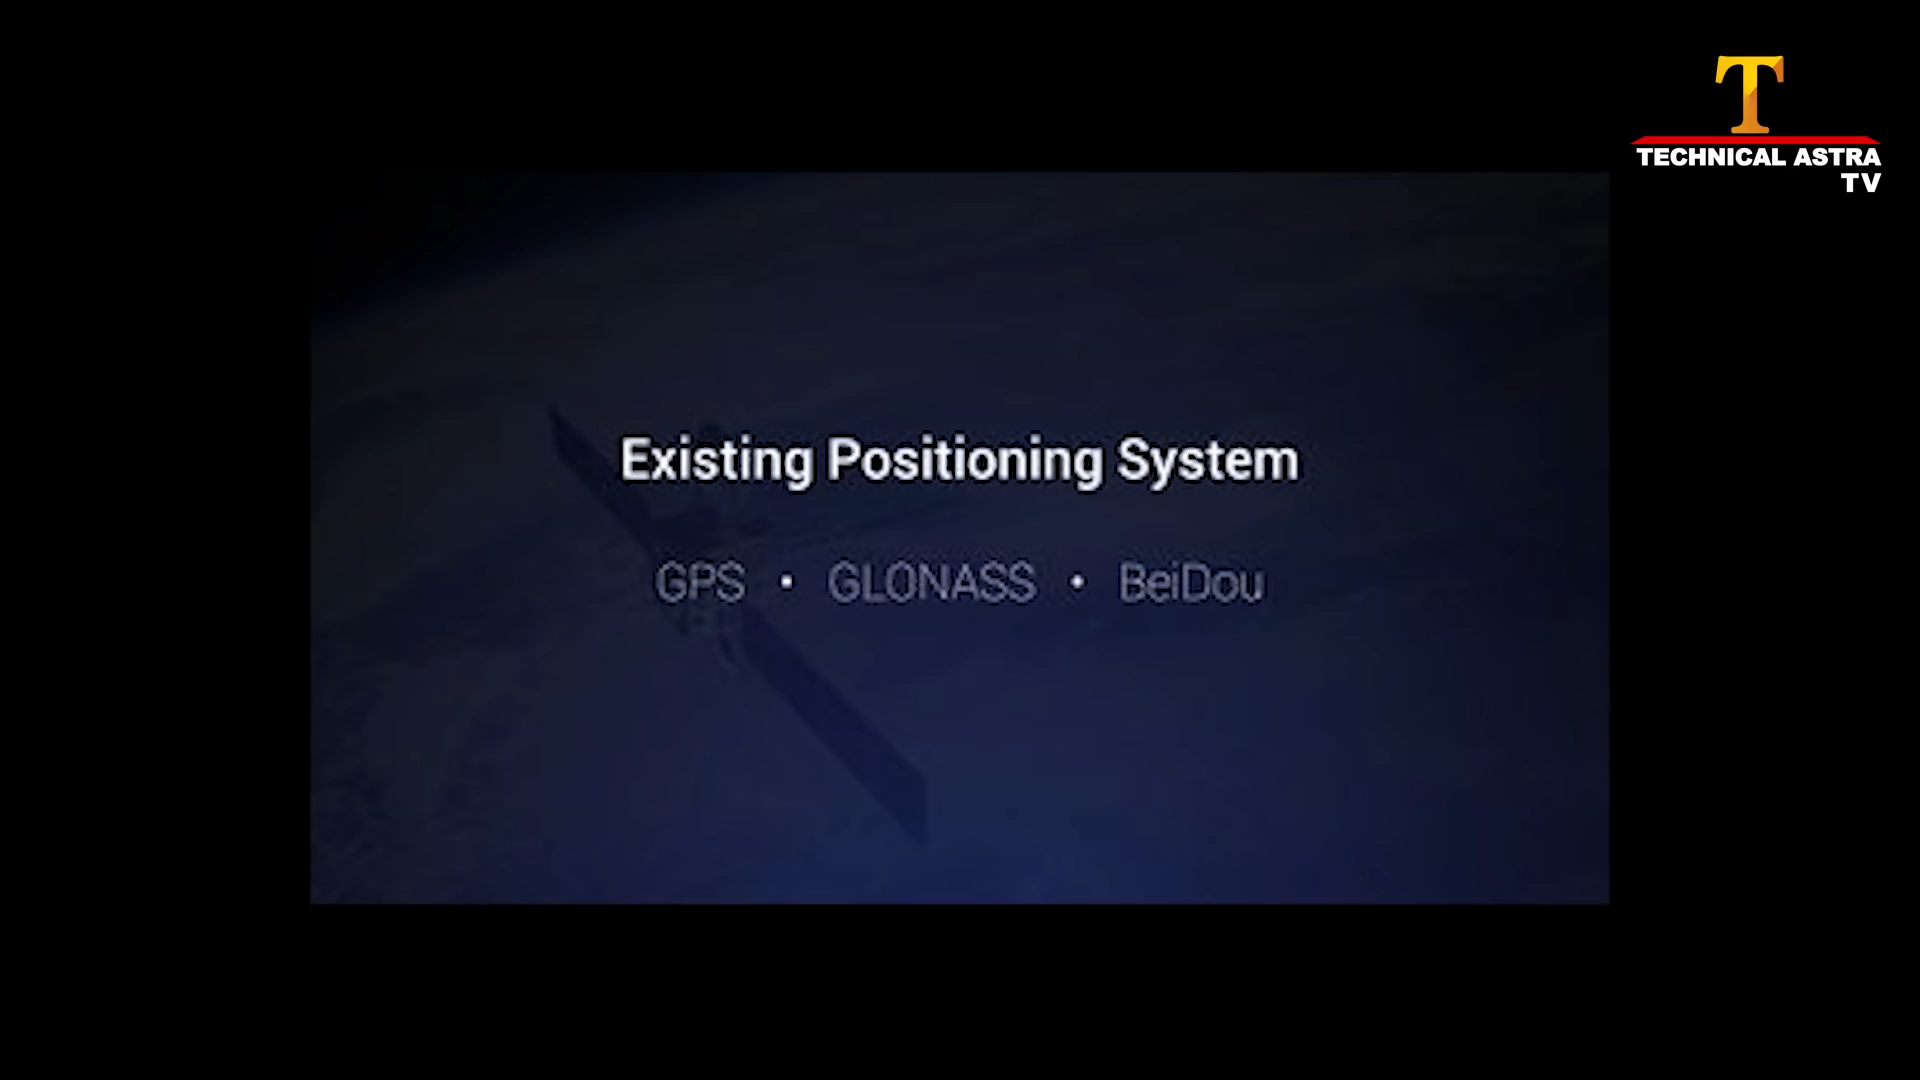 T
TECHNICAL ASTRA
TV
Existing Positioning System
GPS • GLONASS • BeiDou